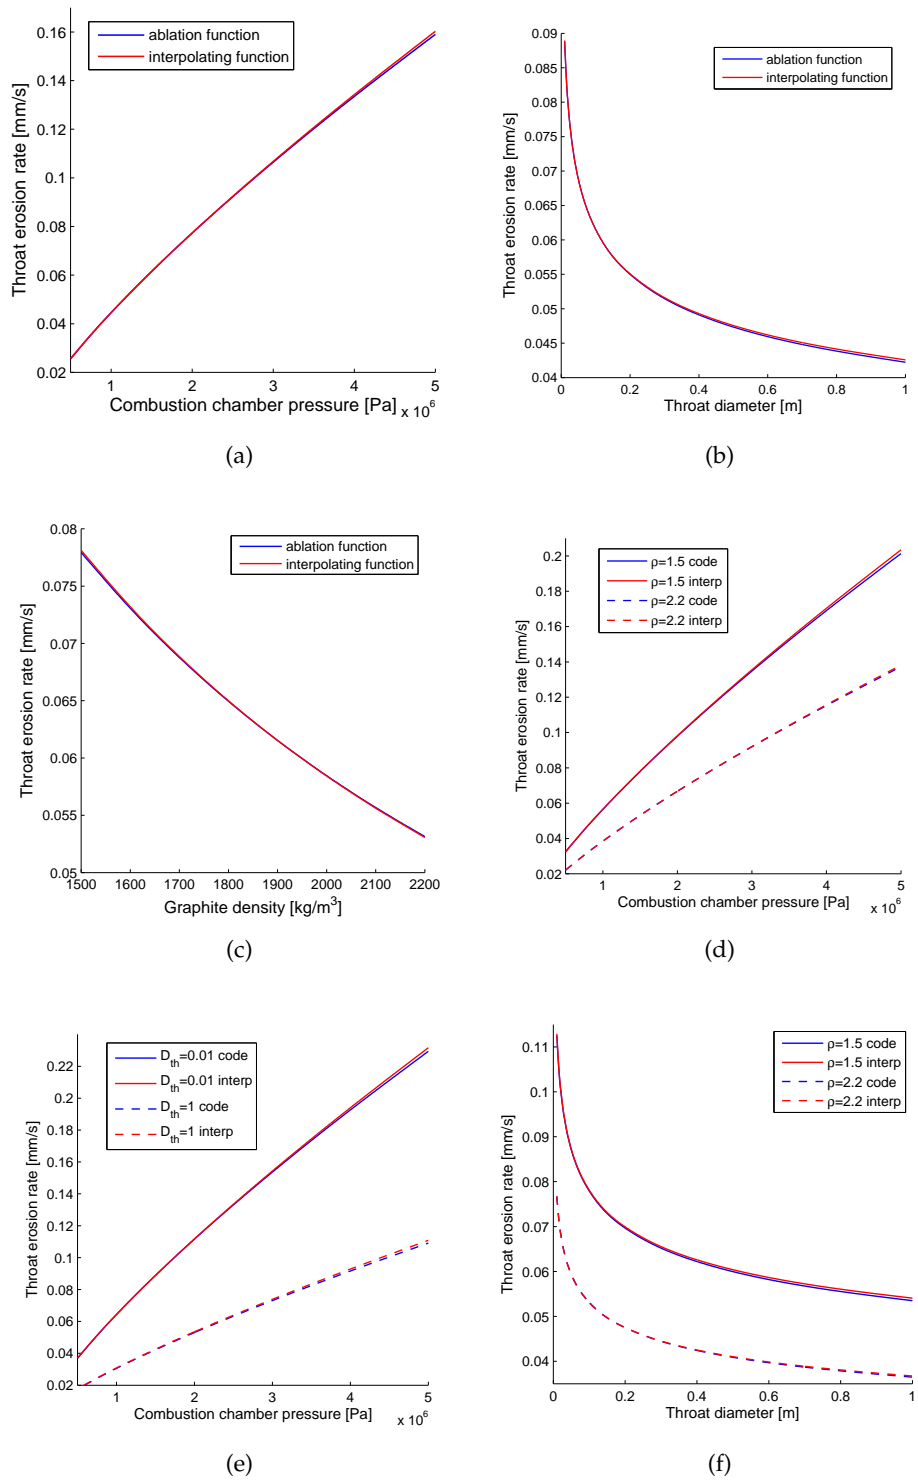 0.16
0.14
0.12
0.1
0.08
0.06
0.04
0.02
Throat erosion rate [mm/s]
ablation function
interpolating function
1 2 3 4 5
Combustion chamber pressure [Pa] x 10^6
(a)
0.09
0.085
0.08
0.075
0.07
0.065
0.06
0.055
0.05
0.045
0.04
Throat erosion rate [mm/s]
ablation function
interpolating function
0 0.2 0.4 0.6 0.8 1
Throat diameter [m]
(b)
0.08
0.075
0.07
0.065
0.06
0.055
0.05
Throat erosion rate [mm/s]
ablation function
interpolating function
1500 1600 1700 1800 1900 2000 2100 2200
Graphite density [kg/m^3]
(c)
0.2
0.18
0.16
0.14
0.12
0.1
0.08
0.06
0.04
0.02
Throat erosion rate [mm/s]
ρ=1.5 code
ρ=1.5 interp
ρ=2.2 code
ρ=2.2 interp
1 2 3 4 5
Combustion chamber pressure [Pa] x 10^6
(d)
0.22
0.2
0.18
0.16
0.14
0.12
0.1
0.08
0.06
0.04
0.02
Throat erosion rate [mm/s]
D_th=0.01 code
D_th=0.01 interp
D_th=1 code
D_th=1 interp
1 2 3 4 5
Combustion chamber pressure [Pa] x 10^6
(e)
0.11
0.1
0.09
0.08
0.07
0.06
0.05
0.04
Throat erosion rate [mm/s]
ρ=1.5 code
ρ=1.5 interp
ρ=2.2 code
ρ=2.2 interp
0 0.2 0.4 0.6 0.8 1
Throat diameter [m]
(f)